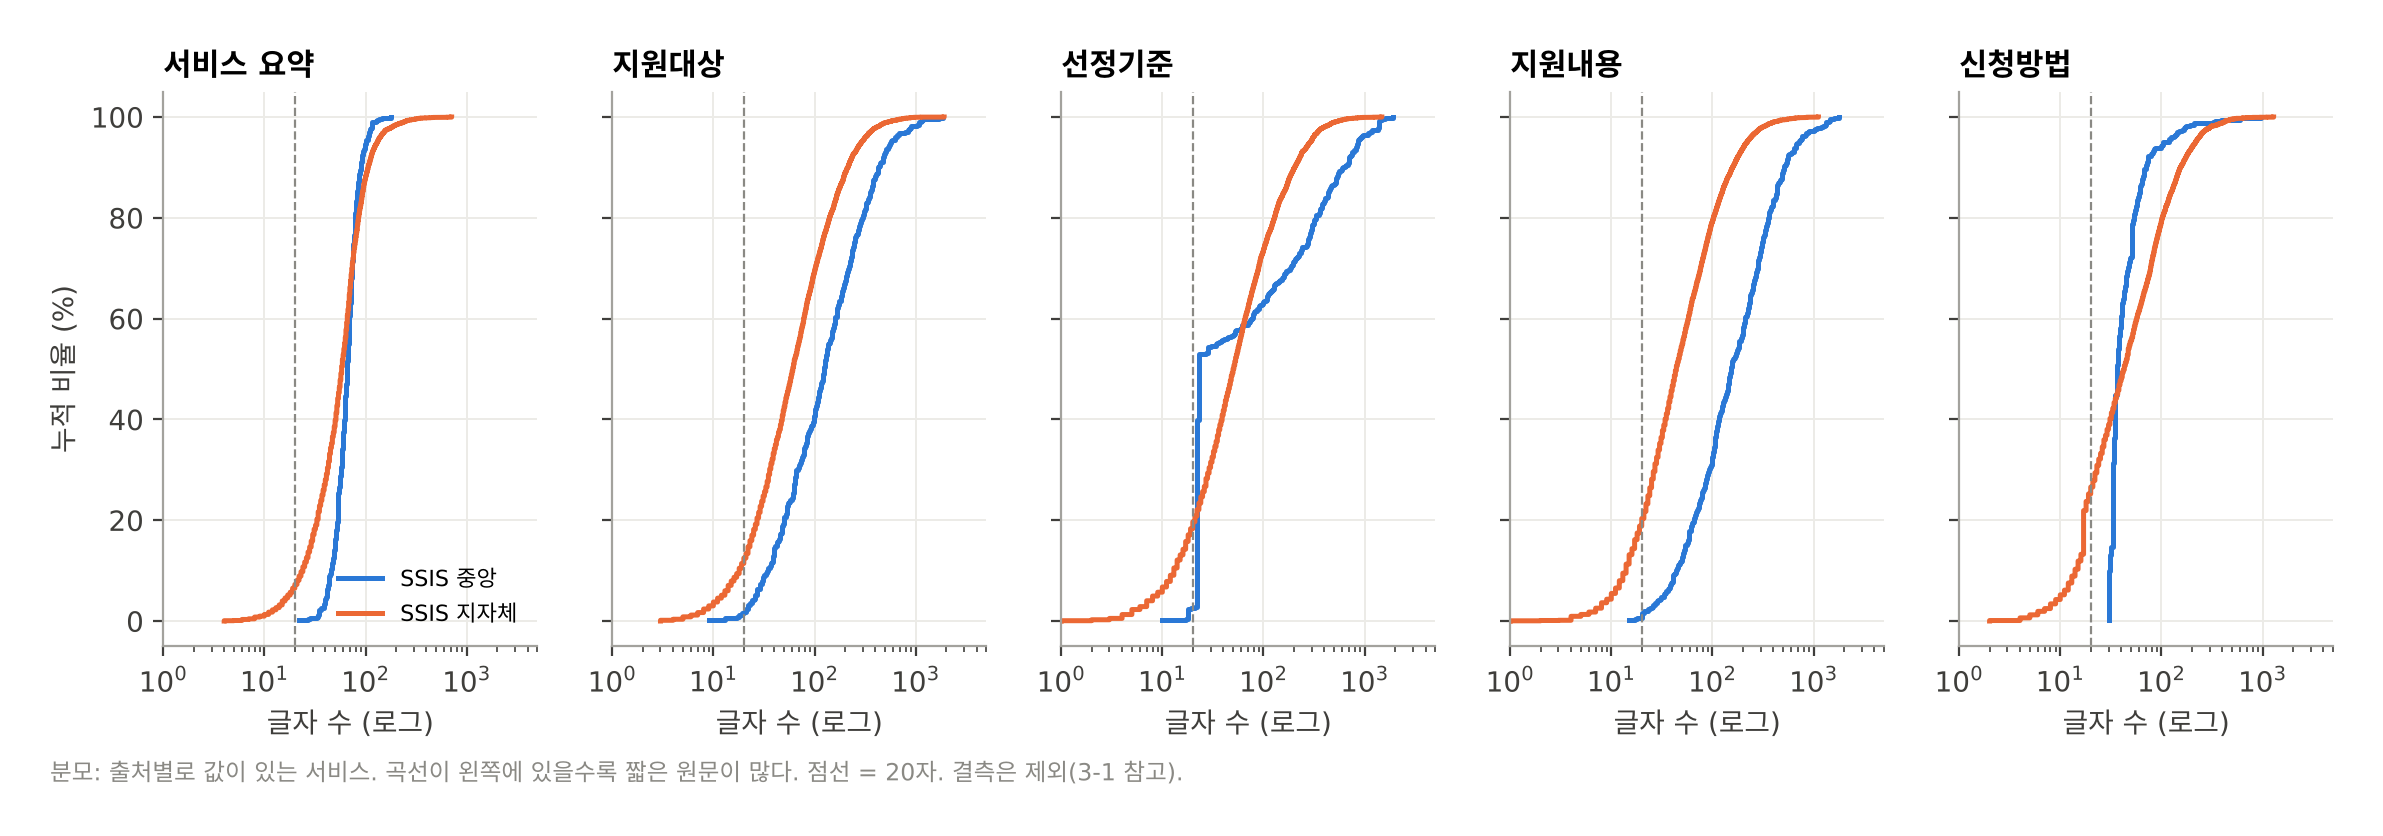 서비스 요약
지원대상
선정기준
지원내용
신청방법
누적 비율 (%)
100
80
60
40
20
0
SSIS 중앙
SSIS 지자체
10⁰ 10¹ 10² 10³
10⁰ 10¹ 10² 10³
10⁰ 10¹ 10² 10³
10⁰ 10¹ 10² 10³
10⁰ 10¹ 10² 10³
글자 수 (로그)
글자 수 (로그)
글자 수 (로그)
글자 수 (로그)
글자 수 (로그)
분모: 출처별로 값이 있는 서비스. 곡선이 왼쪽에 있을수록 짧은 원문이 많다. 점선 = 20자. 결측은 제외(3-1 참고).